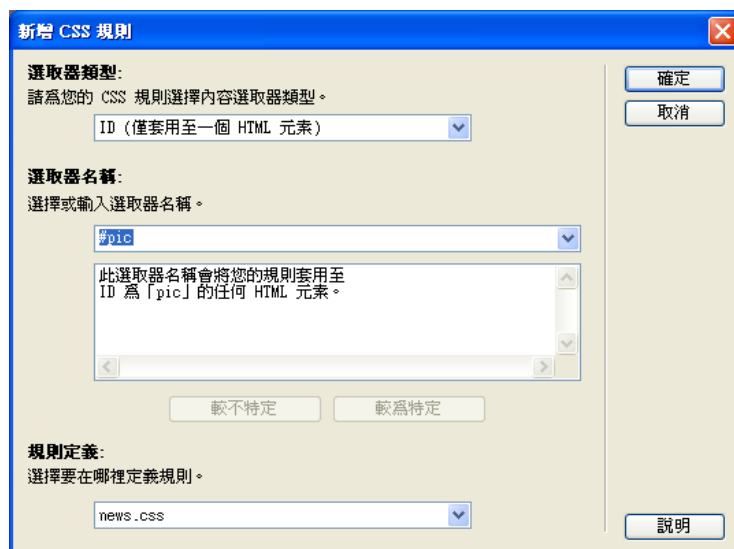 新增 CSS 規則
選取器類型:
請為您的 CSS 規則選擇內容選取器類型。
ID (僅套用至一個 HTML 元素)
選取器名稱:
選擇或輸入選取器名稱。
#pic
此選取器名稱會將您的規則套用至
ID 為「pic」的任何 HTML 元素。
較不特定
較為特定
規則定義:
選擇要在哪裡定義規則。
news.css
確定
取消
說明